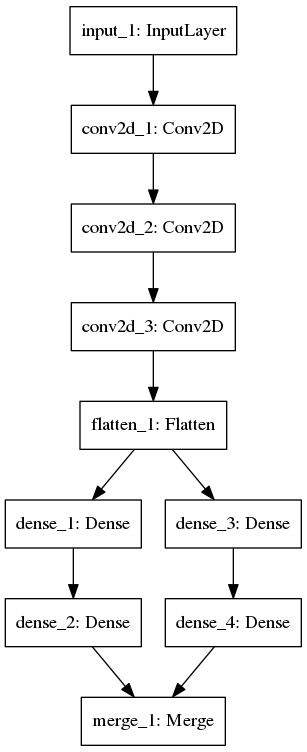 input_1: InputLayer
conv2d_1: Conv2D
conv2d_2: Conv2D
conv2d_3: Conv2D
flatten_1: Flatten
dense_1: Dense
dense_3: Dense
dense_2: Dense
dense_4: Dense
merge_1: Merge